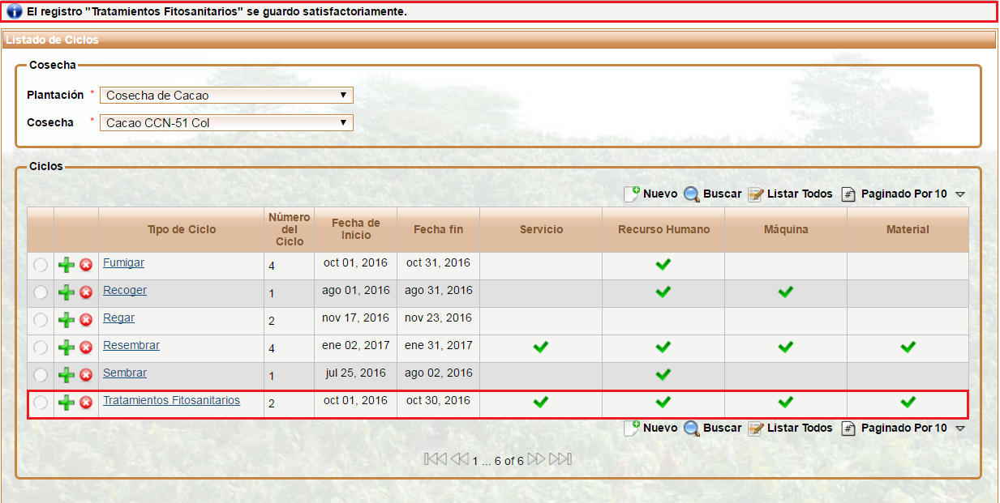 El registro "Tratamientos Fitosanitarios" se guardo satisfactoriamente.
Listado de Ciclos
Cosecha
Plantación * Cosecha de Cacao
Cosecha * Cacao CCN-51 Col
Ciclos
Nuevo Buscar Listar Todos # Paginado Por 10
Tipo de Ciclo Número del Ciclo Fecha de Inicio Fecha fin Servicio Recurso Humano Máquina Material
Fumigar 4 oct 01, 2016 oct 31, 2016
Recoger 1 ago 01, 2016 ago 31, 2016
Regar 2 nov 17, 2016 nov 23, 2016
Resembrar 4 ene 02, 2017 ene 31, 2017
Sembrar 1 jul 25, 2016 ago 02, 2016
Tratamientos Fitosanitarios 2 oct 01, 2016 oct 30, 2016
Nuevo Buscar Listar Todos # Paginado Por 10
1 ... 6 of 6